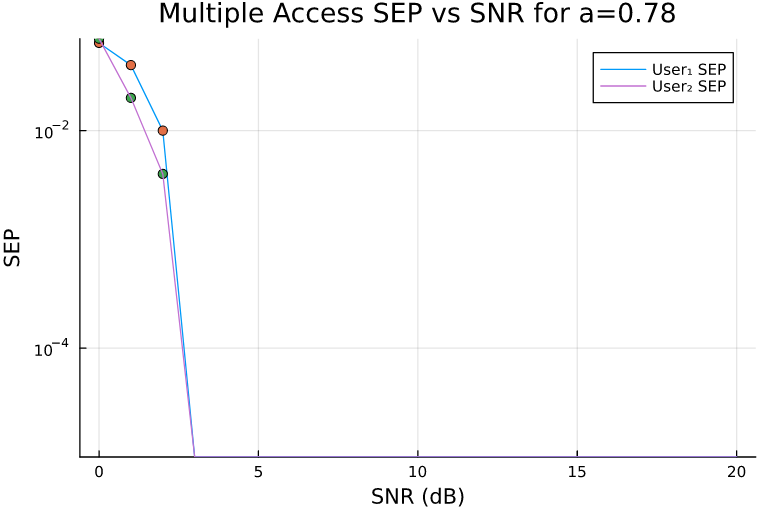 Multiple Access SEP vs SNR for a=0.78
User₁ SEP
User₂ SEP
10⁻²
10⁻⁴
SEP
0 5 10 15 20
SNR (dB)